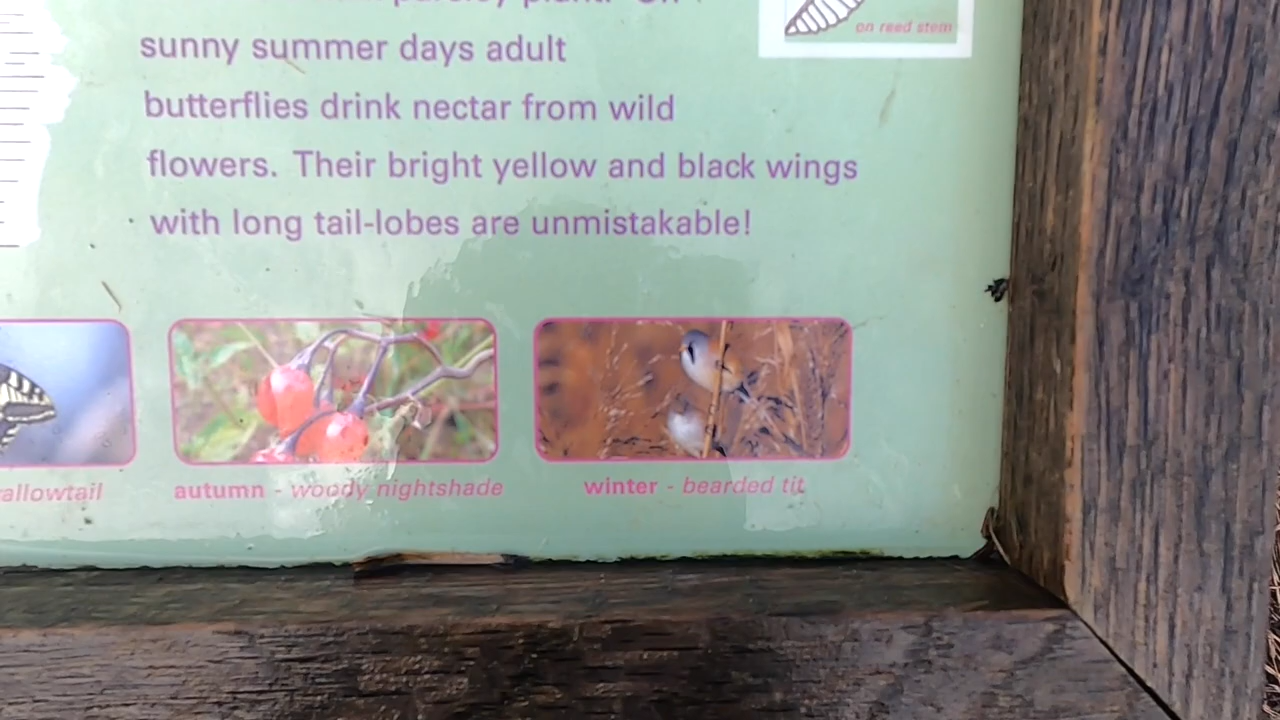 on reed stem
sunny summer days adult
butterflies drink nectar from wild
flowers. Their bright yellow and black wings
with long tail-lobes are unmistakable!
autumn - woody nightshade
winter - bearded tit